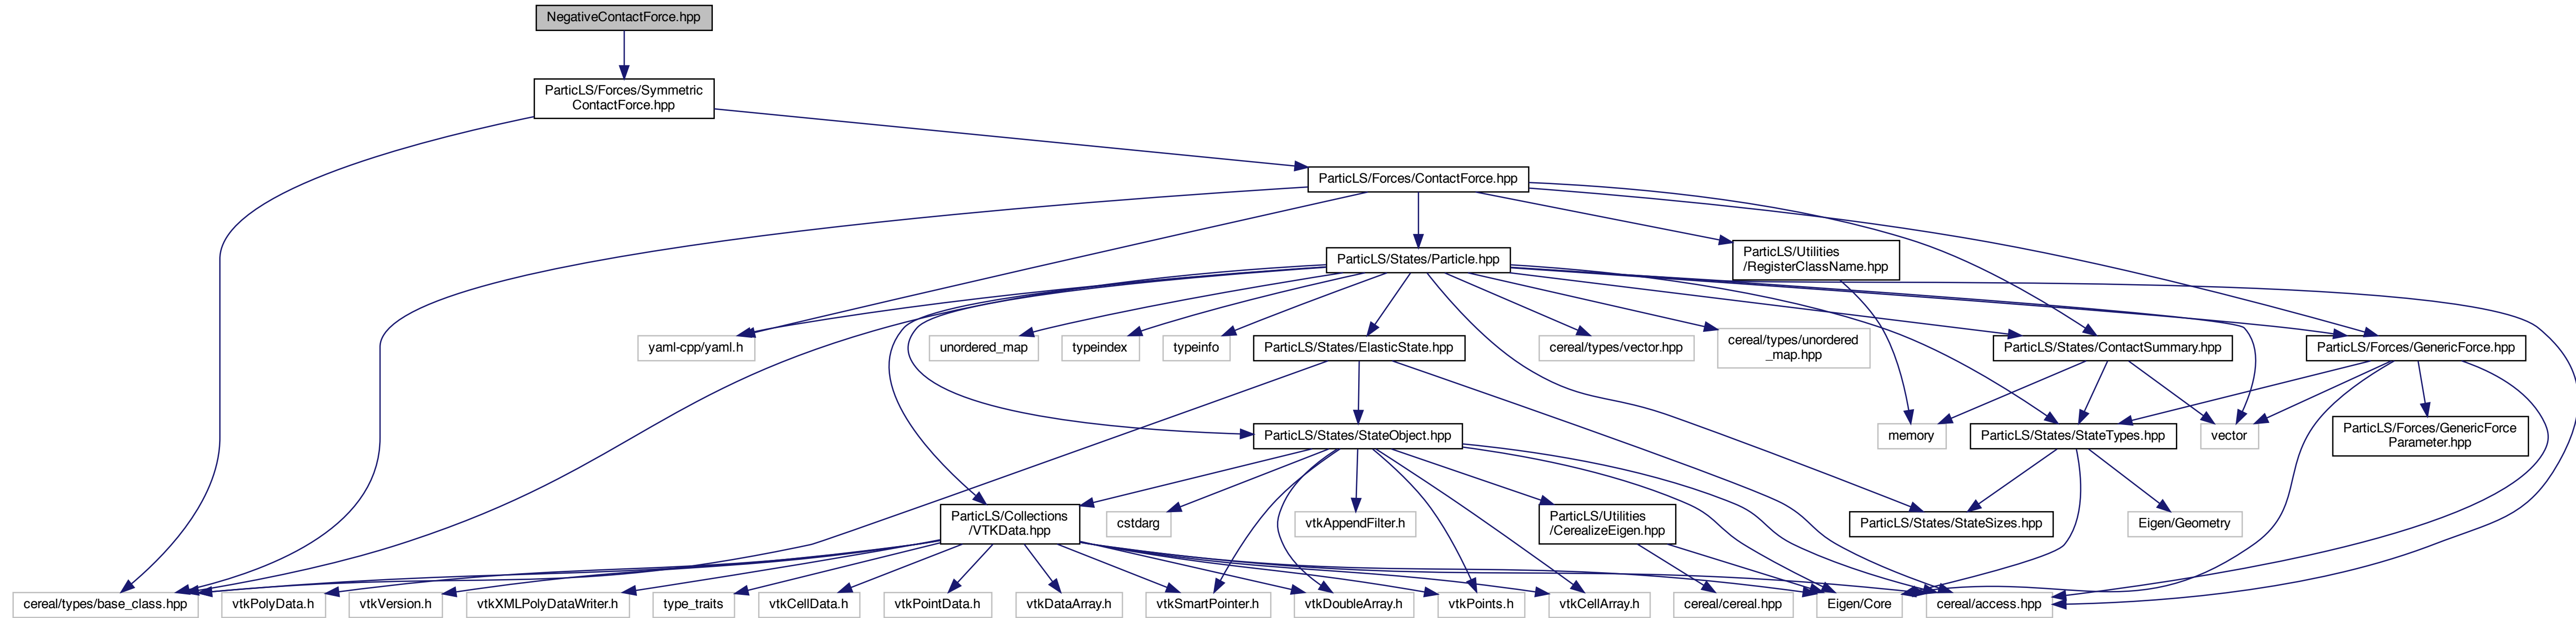 NegativeContactForce.hpp
ParticLS/Forces/Symmetric
ContactForce.hpp
ParticLS/Forces/ContactForce.hpp
ParticLS/States/Particle.hpp
ParticLS/Utilities
/RegisterClassName.hpp
yaml-cpp/yaml.h
unordered_map
typeindex
typeinfo
ParticLS/States/ElasticState.hpp
cereal/types/vector.hpp
cereal/types/unordered
_map.hpp
ParticLS/States/ContactSummary.hpp
ParticLS/Forces/GenericForce.hpp
ParticLS/States/StateObject.hpp
memory
ParticLS/States/StateTypes.hpp
vector
ParticLS/Forces/GenericForce
Parameter.hpp
ParticLS/Collections
/VTKData.hpp
cstdarg
vtkAppendFilter.h
ParticLS/Utilities
/CerealizeEigen.hpp
ParticLS/States/StateSizes.hpp
Eigen/Geometry
cereal/types/base_class.hpp
vtkPolyData.h
vtkVersion.h
vtkXMLPolyDataWriter.h
type_traits
vtkCellData.h
vtkPointData.h
vtkDataArray.h
vtkSmartPointer.h
vtkDoubleArray.h
vtkPoints.h
vtkCellArray.h
cereal/cereal.hpp
Eigen/Core
cereal/access.hpp